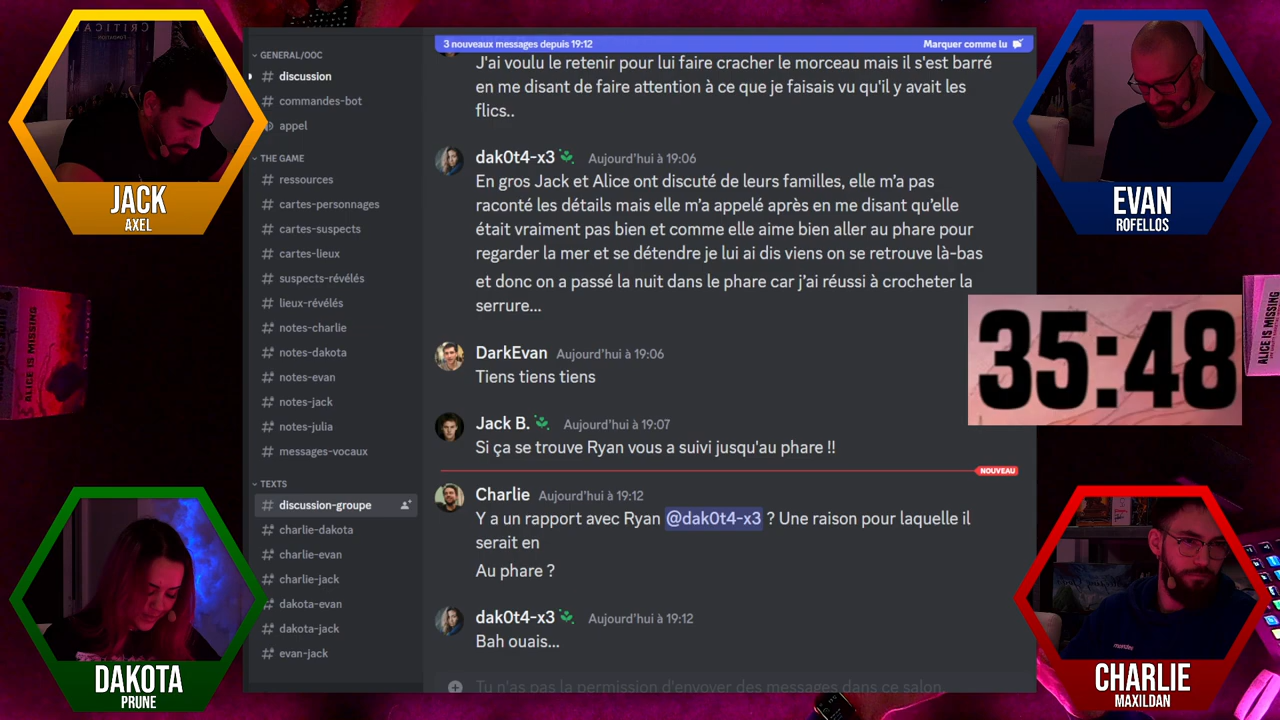 CRITICAL
FONDATION
JACK
AXEL
EVAN
ROFELLOS
DAKOTA
PRUNE
CHARLIE
MAXILDAN
35:48
ALICE IS MISSING
ALICE IS MISSING
GENERAL/OOC
discussion
commandes-bot
appel
THE GAME
ressources
cartes-personnages
cartes-suspects
cartes-lieux
suspects-révélés
lieux-révélés
notes-charlie
notes-dakota
notes-evan
notes-jack
notes-julia
messages-vocaux
TEXTS
discussion-groupe
charlie-dakota
charlie-evan
charlie-jack
dakota-evan
dakota-jack
evan-jack
3 nouveaux messages depuis 19:12 Marquer comme lu
J'ai voulu le retenir pour lui faire cracher le morceau mais il s'est barré
en me disant de faire attention à ce que je faisais vu qu'il y avait les
flics..
dak0t4-x3 Aujourd'hui à 19:06
En gros Jack et Alice ont discuté de leurs familles, elle m'a pas
raconté les détails mais elle m'a appelé après en me disant qu'elle
était vraiment pas bien et comme elle aime bien aller au phare pour
regarder la mer et se détendre je lui ai dis viens on se retrouve là-bas
et donc on a passé la nuit dans le phare car j'ai réussi à crocheter la
serrure...
DarkEvan Aujourd'hui à 19:06
Tiens tiens tiens
Jack B. Aujourd'hui à 19:07
Si ça se trouve Ryan vous a suivi jusqu'au phare !!
NOUVEAU
Charlie Aujourd'hui à 19:12
Y a un rapport avec Ryan @dak0t4-x3 ? Une raison pour laquelle il
serait en
Au phare ?
dak0t4-x3 Aujourd'hui à 19:12
Bah ouais...
Tu n'as pas la permission d'envoyer des messages dans ce salon.